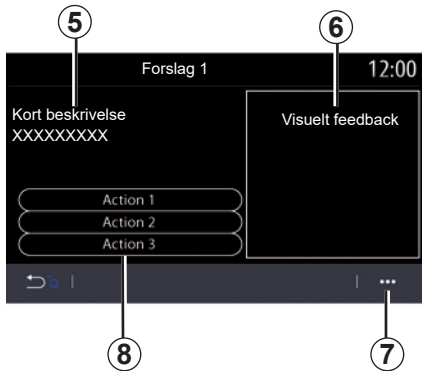 5
6
Forslag 1
12:00
Kort beskrivelse
XXXXXXXXX
Visuelt feedback
Action 1
Action 2
Action 3
8
7